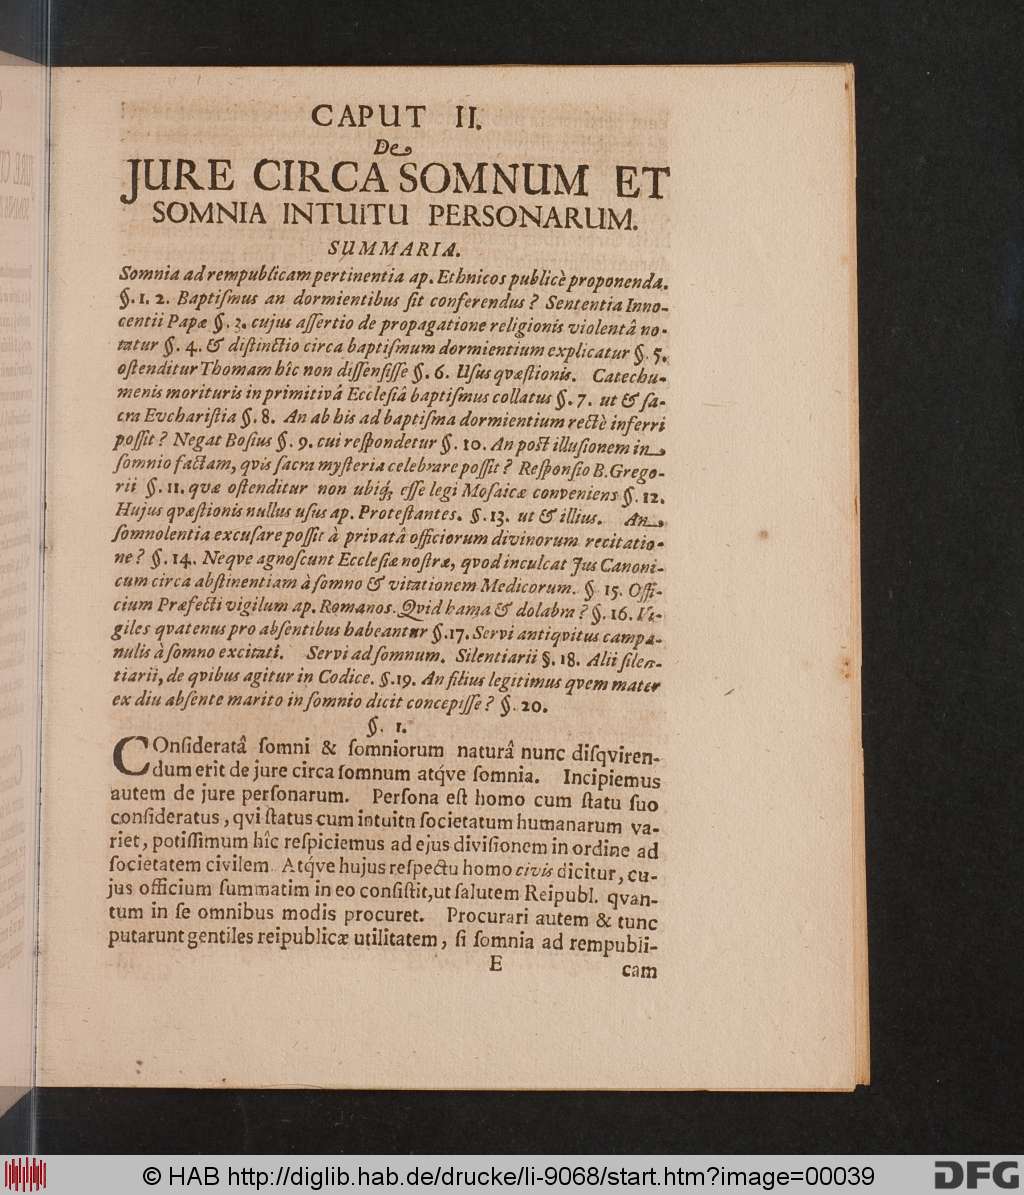 CAPUT II.
De
JURE CIRCA SOMNUM ET
SOMNIA INTUiTU PERSONARUM.
SUMMARIA.
Somnia ad rempublicam pertinentia ap. Ethnicos publicè proponenda.
§. 1. 2. Baptiſmus an dormientibus ſit conferendus? Sententia Inno-
centii Papæ §. 3. cujus aſſertio de propagatione religionis violentâ no-
tatur §. 4. & diſtinctio circa baptiſmum dormientium explicatur §. 5.
oſtenditur Thomam hîc non diſſenſiſſe §. 6. Uſus qvæſtionis. Catechu-
menis morituris in primitivâ Eccleſiâ baptiſmus collatus §. 7. ut & ſa-
cra Evchariſtia §. 8. An ab his ad baptiſma dormientium rectè inferri
poſſit? Negat Boſius §. 9. cui reſpondetur §. 10. An poſt illuſionem in
ſomnio factam, qvis ſacra myſteria celebrare poſſit? Reſponſio B. Grego-
rii §. 11. quæ oſtenditur non ubiq́; eſſe legi Moſaicæ conveniens §. 12.
Hujus qvæſtionis nullus uſus ap. Proteſtantes. §. 13. ut & illius. An
ſomnolentia excuſare poſſit à privatâ officiorum divinorum recitatio-
ne? §. 14. Neqve agnoſcunt Eccleſiæ noſtræ, qvod inculcat Jus Canoni-
cum circa abſtinentiam à ſomno & vitationem Medicorum. § 15. Offi-
cium Præfecti vigilum ap. Romanos. Qvid hama & dolabra? §. 16. Vi-
giles qvatenus pro abſentibus habeantur §. 17. Servi antiqvitus campa-
nulis à ſomno excitati. Servi ad ſomnum. Silentiarii §. 18. Alii ſilen-
tiarii, de qvibus agitur in Codice. §. 19. An filius legitimus qvem mater
ex diu abſente marito in ſomnio dicit concepiſſe? §. 20.
§. 1.
COnſideratâ ſomni & ſomniorum naturâ nunc diſqviren-
dum erit de jure circa ſomnum atq́ve ſomnia. Incipiemus
autem de jure perſonarum. Perſona eſt homo cum ſtatu ſuo
conſideratus, qvi ſtatus cum intuitu ſocietatum humanarum va-
riet, potiſſimum hîc reſpiciemus ad ejus diviſionem in ordine ad
ſocietatem civilem. Atq́ve hujus reſpectu homo civis dicitur, cu-
jus officium ſummatim in eo conſiſtit, ut ſalutem Reipubl. qvan-
tum in ſe omnibus modis procuret. Procurari autem & tunc
putarunt gentiles reipublicæ utilitatem, ſi ſomnia ad rempubli-
E
cam
© HAB http://diglib.hab.de/drucke/li-9068/start.htm?image=00039
DFG